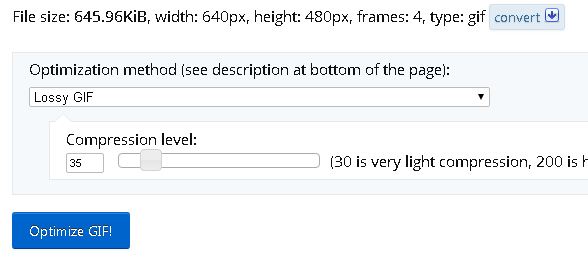 File size: 645.96KiB, width: 640px, height: 480px, frames: 4, type: gif convert
Optimization method (see description at bottom of the page):
Lossy GIF
Compression level:
35 (30 is very light compression, 200 is h
Optimize GIF!